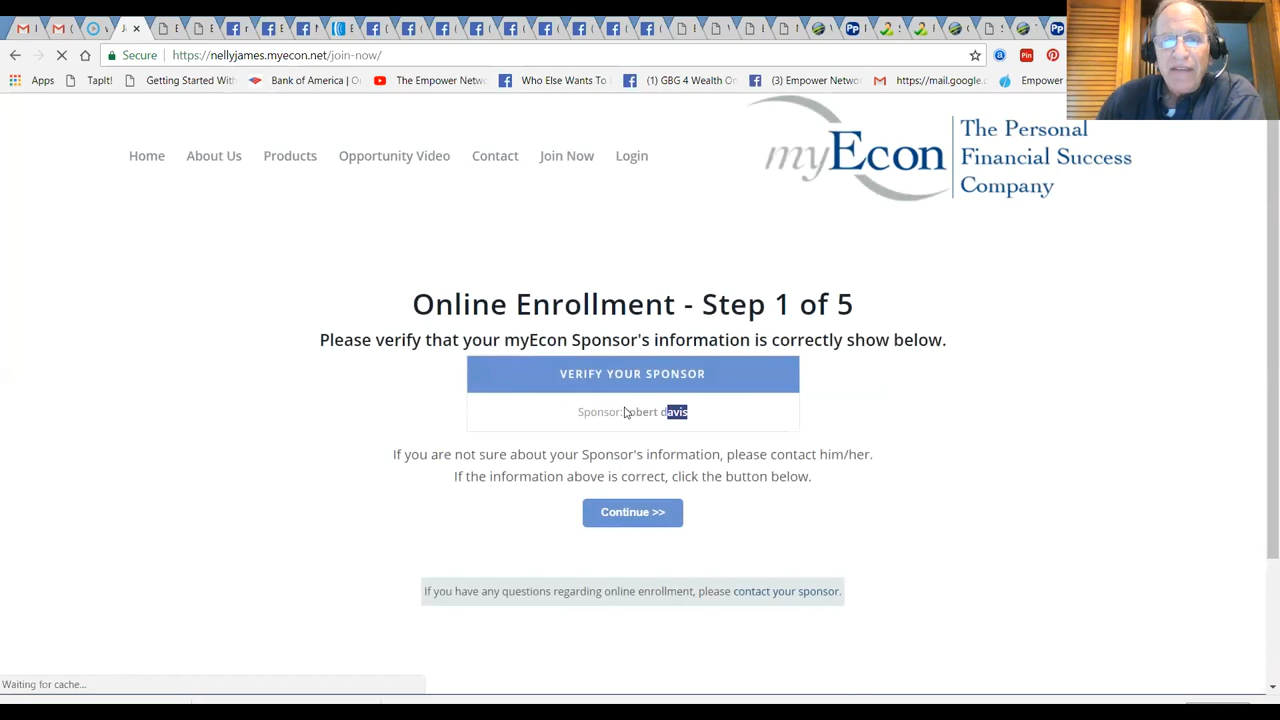 Secure
https://nellyjames.myecon.net/join-no
Apps
TapIt!
Getting Started With
Bank of America | O
The Empower Netw
Who Else Wants To
(1) GBG 4 Wealth On
(3) Empower Networ
https://mail.google.c
Empower
Home
About Us
Products
Opportunity Video
Contact
Join Now
Login
myEcon
The Personal
Financial Success
Company
Online Enrollment - Step 1 of 5
Please verify that your myEcon Sponsor's information is correctly show below.
VERIFY YOUR SPONSOR
Sponsor: obert davis
If you are not sure about your Sponsor's information, please contact him/her.
If the information above is correct, click the button below.
Continue >>
If you have any questions regarding online enrollment, please contact your sponsor.
Waiting for cache...